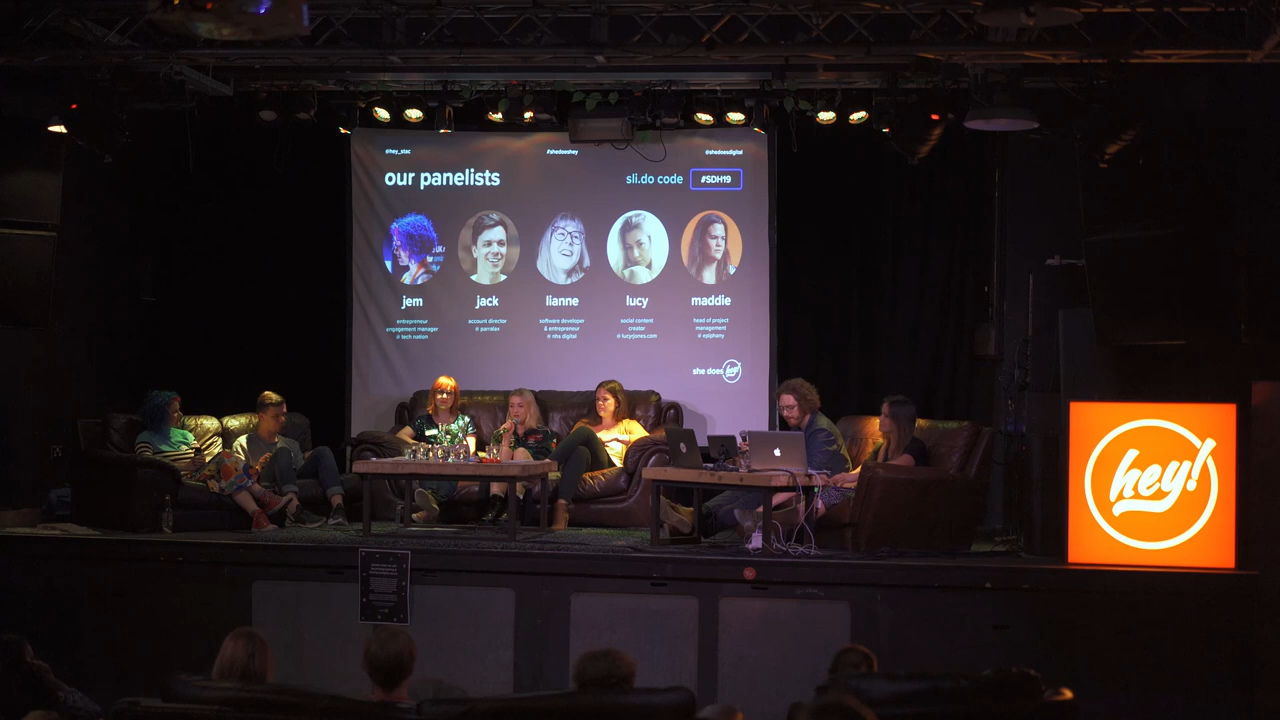 @hey_stac #shedoeshey @shedoesdigital
our panelists
sli.do code #SDH19
jem
entrepreneur
engagement manager
@ tech nation
jack
account director
@ parralax
lianne
software developer
& entrepreneur
@ nhs digital
lucy
social content
creator
@ lucyrjones.com
maddie
head of project
management
@ epiphany
she does hey!
hey!